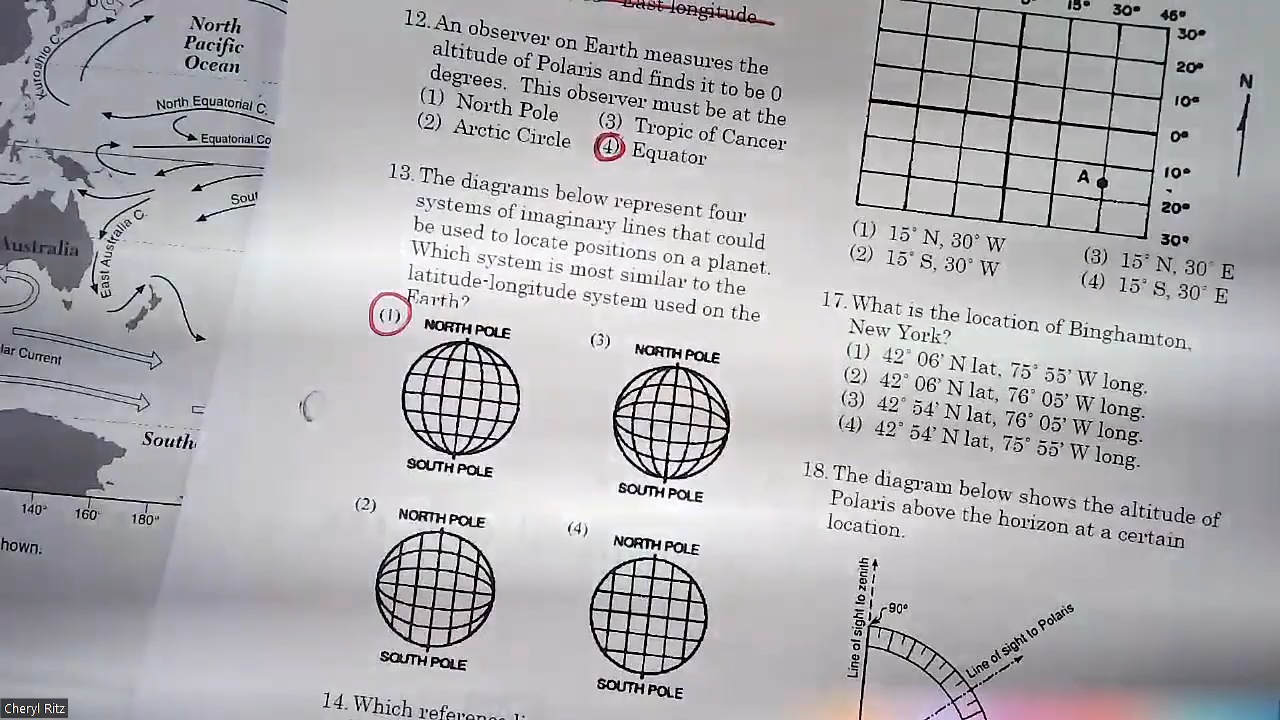 North
Pacific
Ocean
Kuroshio C.
North Equatorial C.
Equatorial Co
Sou
Australia
East Australia C.
lar Current
South
140° 160° 180°
hown.
East longitude
12. An observer on Earth measures the
altitude of Polaris and finds it to be 0
degrees. This observer must be at the
(1) North Pole (3) Tropic of Cancer
(2) Arctic Circle (4) Equator
13. The diagrams below represent four
systems of imaginary lines that could
be used to locate positions on a planet.
Which system is most similar to the
latitude-longitude system used on the
Earth?
(1) NORTH POLE
SOUTH POLE
(3) NORTH POLE
SOUTH POLE
(2) NORTH POLE
SOUTH POLE
(4) NORTH POLE
SOUTH POLE
14. Which reference
15° 30° 45°
30°
20°
10°
0°
10°
20°
30°
A
N
(1) 15° N, 30° W (3) 15° N, 30° E
(2) 15° S, 30° W (4) 15° S, 30° E
17. What is the location of Binghamton,
New York?
(1) 42° 06' N lat, 75° 55' W long.
(2) 42° 06' N lat, 76° 05' W long.
(3) 42° 54' N lat, 76° 05' W long.
(4) 42° 54' N lat, 75° 55' W long.
18. The diagram below shows the altitude of
Polaris above the horizon at a certain
location.
Line of sight to zenith
90°
Line of sight to Polaris
Cheryl Ritz